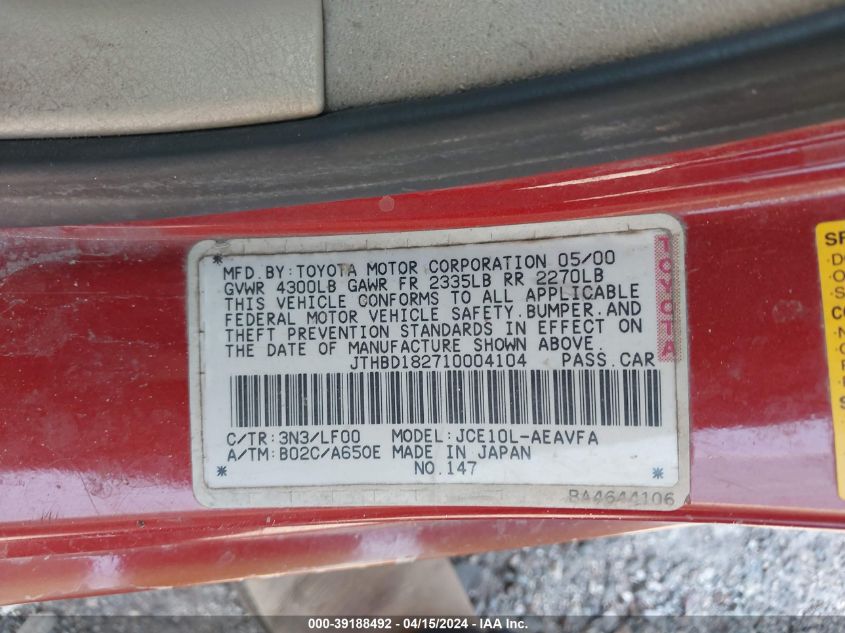 MFD.BY:TOYOTA MOTOR CORPORATION 05/00
GVWR 4300LB GAWR FR 2335LB RR 2270LB
THIS VEHICLE CONFORMS TO ALL APPLICABLE
FEDERAL MOTOR VEHICLE SAFETY.BUMPER.AND
THEFT PREVENTION STANDARDS IN EFFECT ON
THE DATE OF MANUFACTURE SHOWN ABOVE.
JTHBD182710004104 PASS.CAR
TOYOTA
C/TR:3N3/LF00 MODEL:JCE10L-AEAVFA
A/TM:B02C/A650E MADE IN JAPAN
* NO.147 *
BA4644106
000-39188492 - 04/15/2024 - IAA Inc.